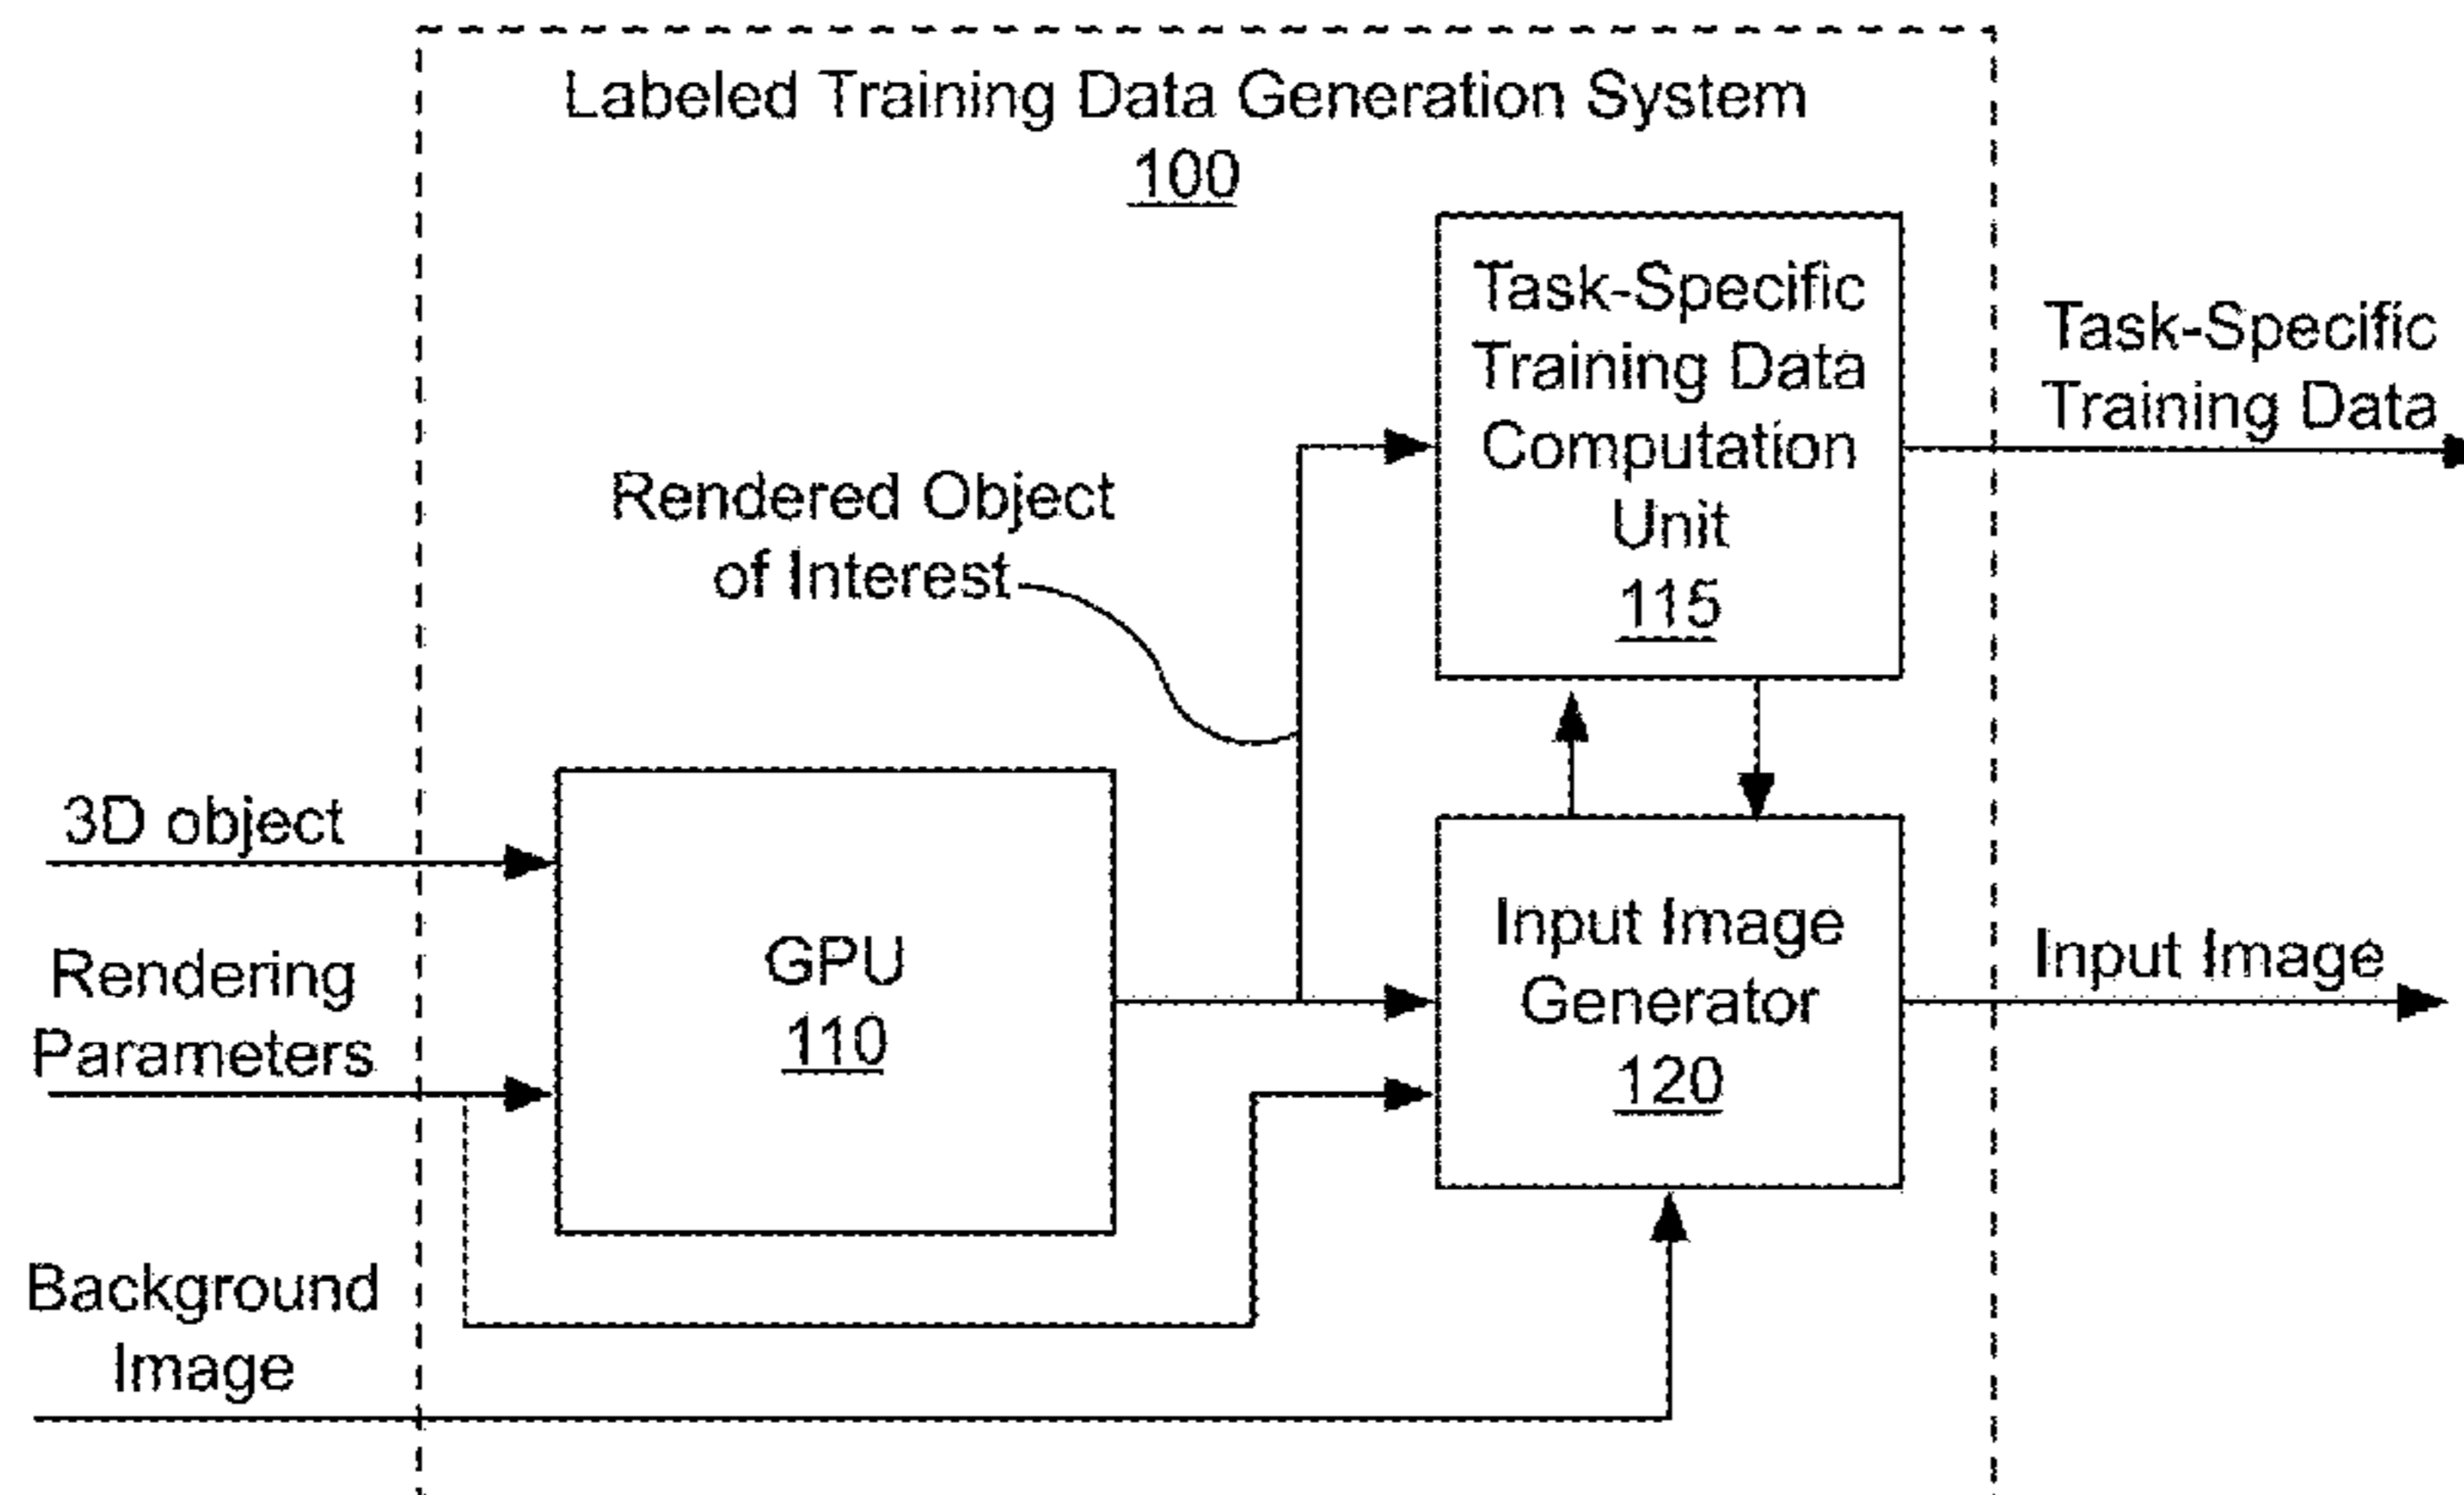 Labeled Training Data Generation System
100
Task-Specific
Training Data
Computation
Unit
115
Task-Specific
Training Data
Rendered Object
of Interest
3D object
Rendering
Parameters
GPU
110
Input Image
Generator
120
Input Image
Background
Image